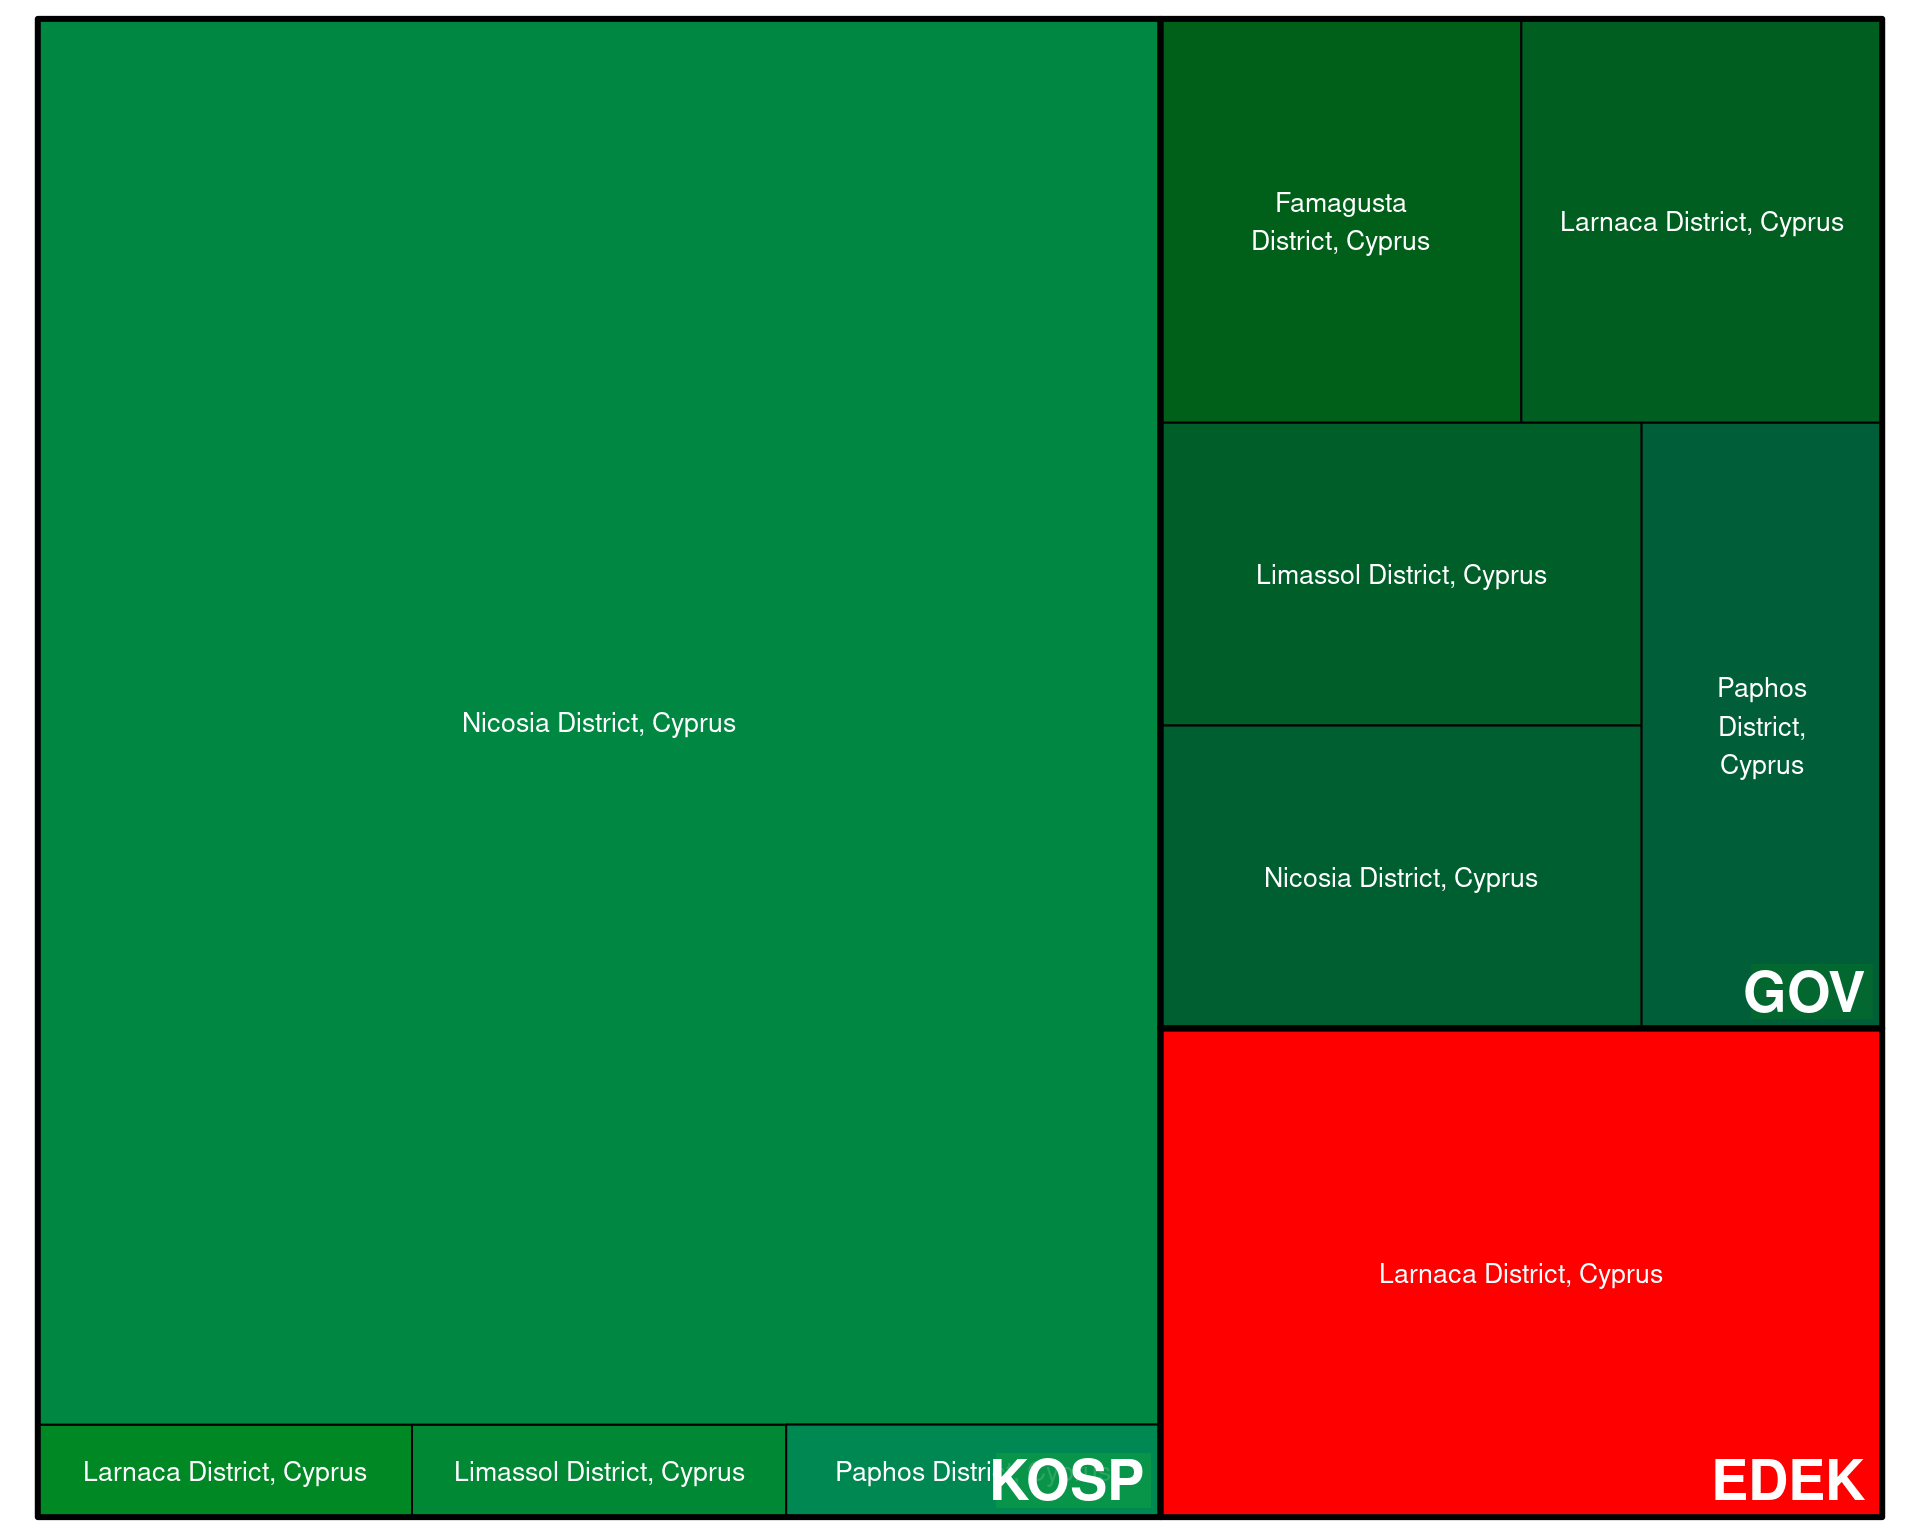 Nicosia District, Cyprus
Larnaca District, Cyprus
Limassol District, Cyprus
Paphos Distri
KOSP
Famagusta
District, Cyprus
Larnaca District, Cyprus
Limassol District, Cyprus
Nicosia District, Cyprus
Paphos
District,
Cyprus
GOV
Larnaca District, Cyprus
EDEK